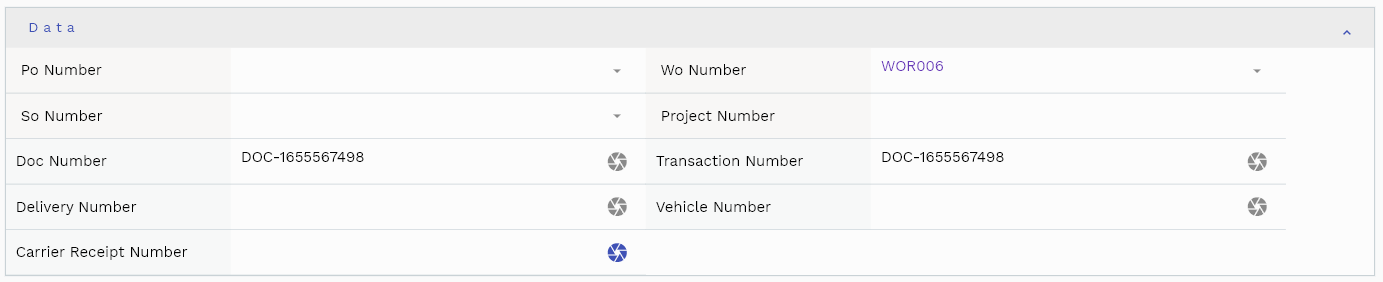 Data
Po Number
Wo Number WOR006
So Number
Project Number
Doc Number DOC-1655567498
Transaction Number DOC-1655567498
Delivery Number
Vehicle Number
Carrier Receipt Number